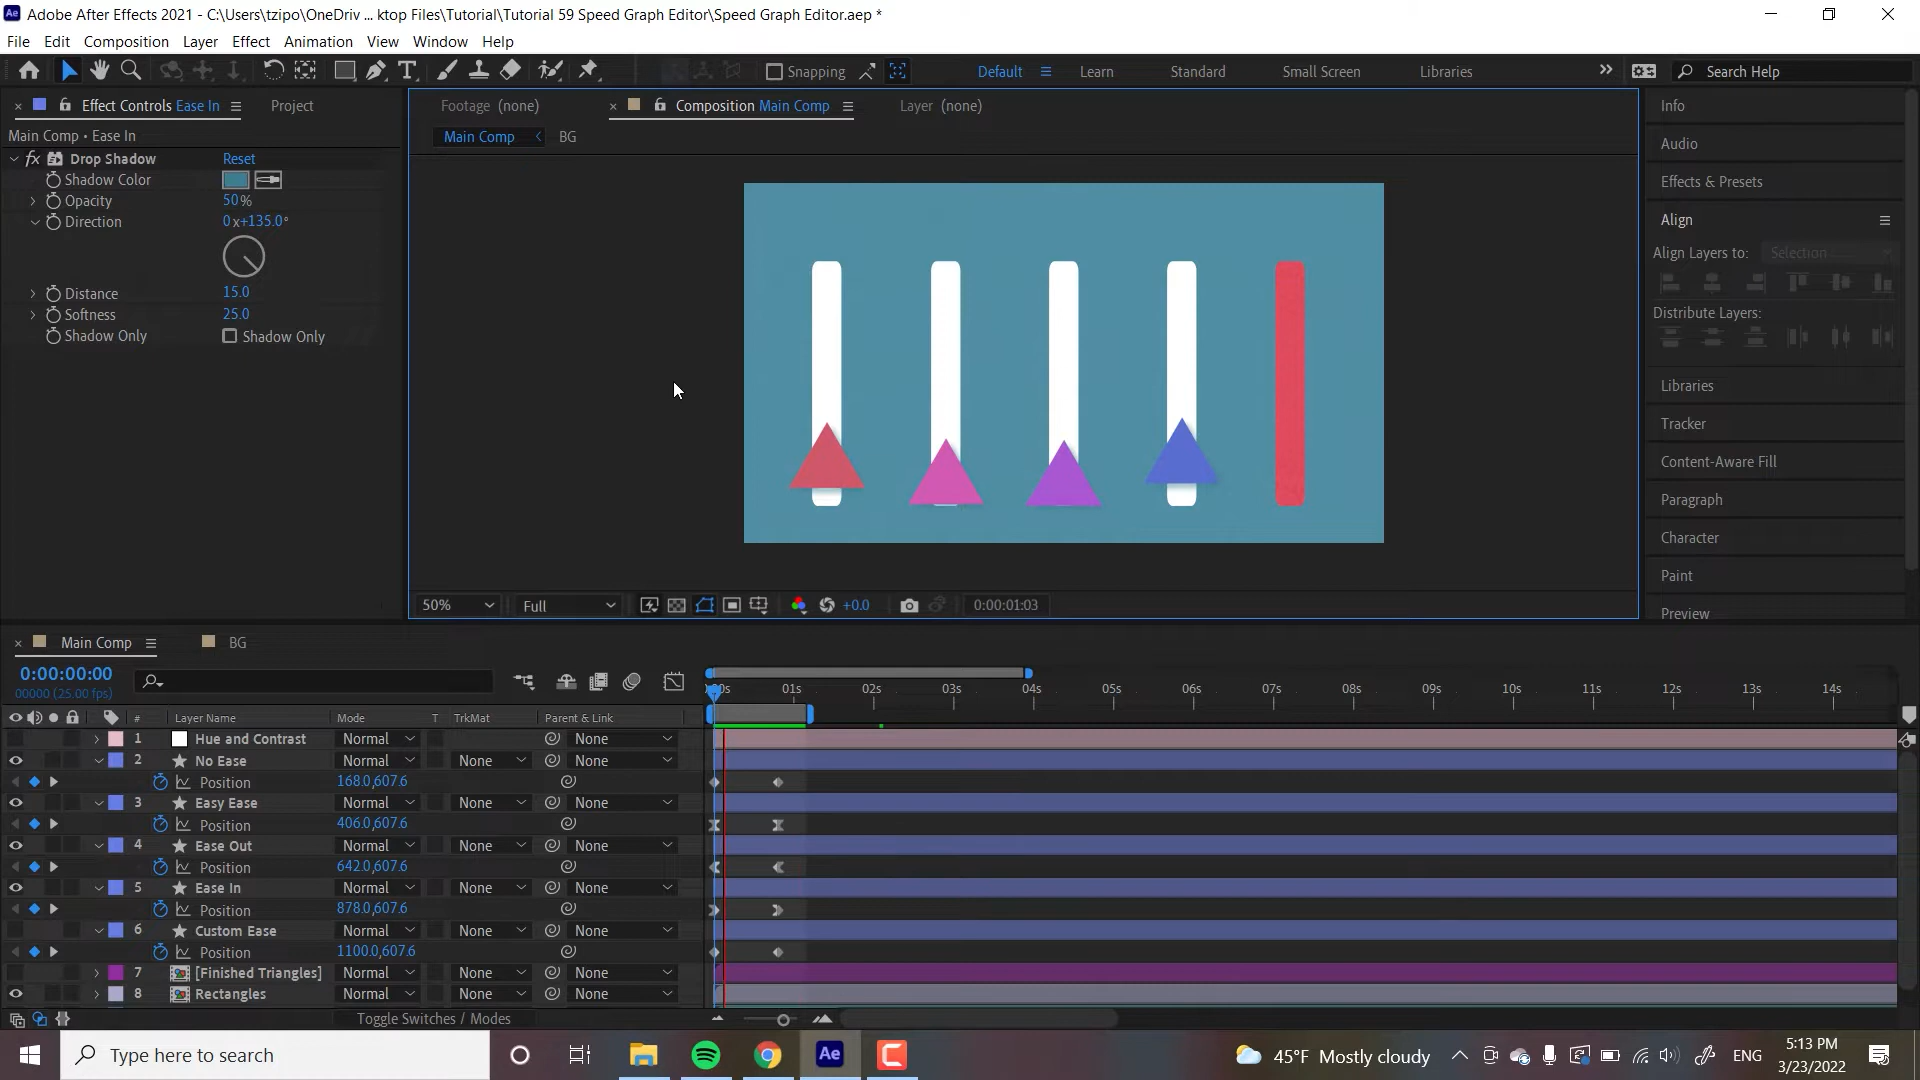 Adobe After Effects 2021 - C:\Users\tzipo\OneDriv ... ktop Files\Tutorial\Tutorial 59 Speed Graph Editor\Speed Graph Editor.aep *
File Edit Composition Layer Effect Animation View Window Help
Snapping Default Learn Standard Small Screen Libraries Search Help
Effect Controls Ease In Project
Footage (none) Composition Main Comp Layer (none)
Info
Main Comp • Ease In
Main Comp BG
Audio
fx Drop Shadow Reset
Shadow Color
Effects & Presets
Opacity 50%
Direction 0x+135.0°
Align
Align Layers to: Selection
Distance 15.0
Softness 25.0
Distribute Layers:
Shadow Only Shadow Only
Libraries
Tracker
Content-Aware Fill
Paragraph
Character
Paint
Preview
50% Full +0.0 0:00:01:03
Main Comp BG
0:00:00:00
00000 (25.00 fps)
00s 01s 02s 03s 04s 05s 06s 07s 08s 09s 10s 11s 12s 13s 14s
# Layer Name Mode T TrkMat Parent & Link
1 Hue and Contrast Normal None
2 No Ease Normal None None
Position 168.0,607.6
3 Easy Ease Normal None None
Position 406.0,607.6
4 Ease Out Normal None None
Position 642.0,607.6
5 Ease In Normal None None
Position 878.0,607.6
6 Custom Ease Normal None None
Position 1100.0,607.6
7 [Finished Triangles] Normal None None
8 Rectangles Normal None None
Toggle Switches / Modes
Type here to search
Ae
45°F Mostly cloudy
ENG
5:13 PM
3/23/2022